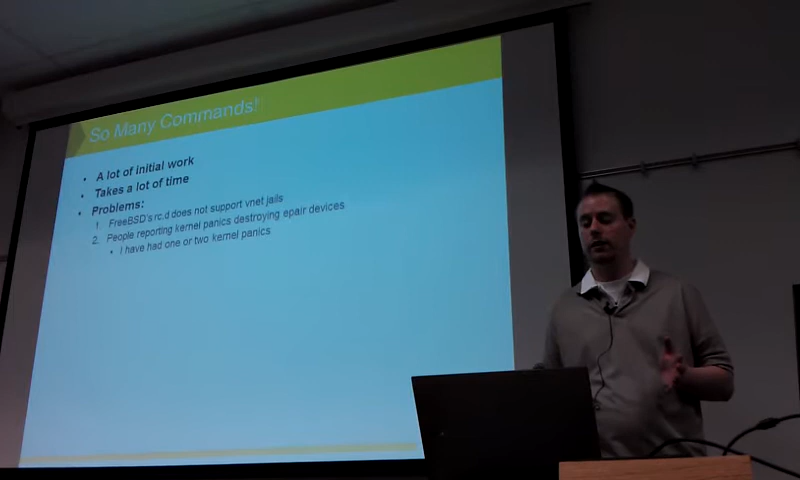 So Many Commands!
• A lot of initial work
• Takes a lot of time
• Problems:
1. FreeBSD's rc.d does not support vnet jails
2. People reporting kernel panics destroying epair devices
• I have had one or two kernel panics